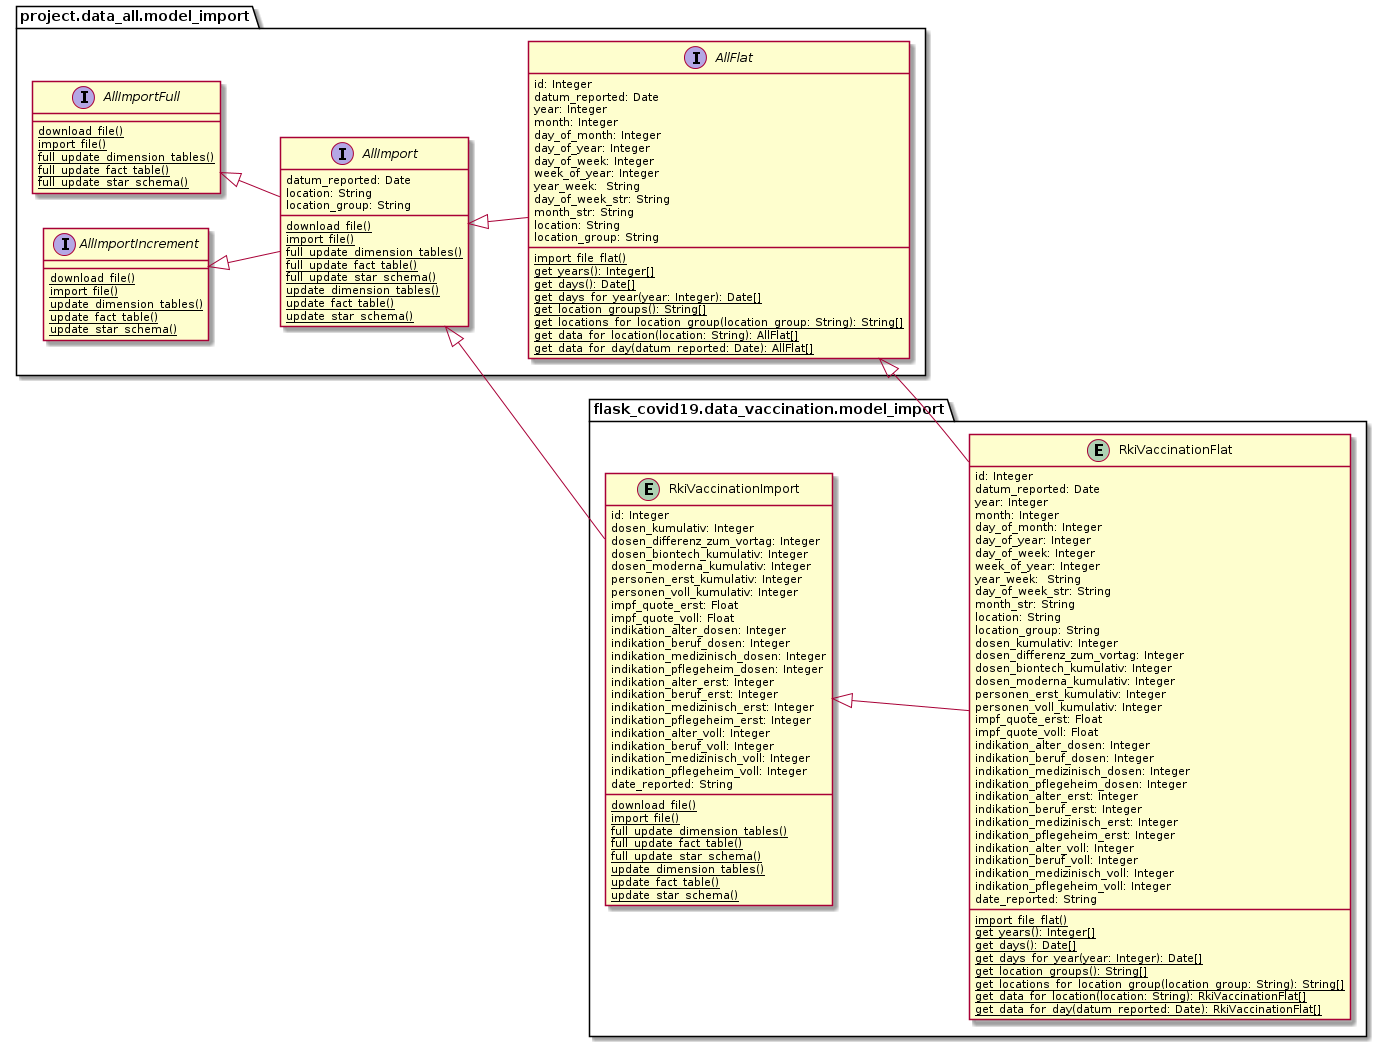 project.data_all.model_import
I AllImportFull
download_file()
import_file()
full_update_dimension_tables()
full_update_fact_table()
full_update_star_schema()
I AllImportIncrement
download_file()
import_file()
update_dimension_tables()
update_fact_table()
update_star_schema()
I AllImport
datum_reported: Date
location: String
location_group: String
download_file()
import_file()
full_update_dimension_tables()
full_update_fact_table()
full_update_star_schema()
update_dimension_tables()
update_fact_table()
update_star_schema()
I AllFlat
id: Integer
datum_reported: Date
year: Integer
month: Integer
day_of_month: Integer
day_of_year: Integer
day_of_week: Integer
week_of_year: Integer
year_week:  String
day_of_week_str: String
month_str: String
location: String
location_group: String
import_file_flat()
get_years(): Integer[]
get_days(): Date[]
get_days_for_year(year: Integer): Date[]
get_location_groups(): String[]
get_locations_for_location_group(location_group: String): String[]
get_data_for_location(location: String): AllFlat[]
get_data_for_day(datum_reported: Date): AllFlat[]
flask_covid19.data_vaccination.model_import
E RkiVaccinationImport
id: Integer
dosen_kumulativ: Integer
dosen_differenz_zum_vortag: Integer
dosen_biontech_kumulativ: Integer
dosen_moderna_kumulativ: Integer
personen_erst_kumulativ: Integer
personen_voll_kumulativ: Integer
impf_quote_erst: Float
impf_quote_voll: Float
indikation_alter_dosen: Integer
indikation_beruf_dosen: Integer
indikation_medizinisch_dosen: Integer
indikation_pflegeheim_dosen: Integer
indikation_alter_erst: Integer
indikation_beruf_erst: Integer
indikation_medizinisch_erst: Integer
indikation_pflegeheim_erst: Integer
indikation_alter_voll: Integer
indikation_beruf_voll: Integer
indikation_medizinisch_voll: Integer
indikation_pflegeheim_voll: Integer
date_reported: String
download_file()
import_file()
full_update_dimension_tables()
full_update_fact_table()
full_update_star_schema()
update_dimension_tables()
update_fact_table()
update_star_schema()
E RkiVaccinationFlat
id: Integer
datum_reported: Date
year: Integer
month: Integer
day_of_month: Integer
day_of_year: Integer
day_of_week: Integer
week_of_year: Integer
year_week:  String
day_of_week_str: String
month_str: String
location: String
location_group: String
dosen_kumulativ: Integer
dosen_differenz_zum_vortag: Integer
dosen_biontech_kumulativ: Integer
dosen_moderna_kumulativ: Integer
personen_erst_kumulativ: Integer
personen_voll_kumulativ: Integer
impf_quote_erst: Float
impf_quote_voll: Float
indikation_alter_dosen: Integer
indikation_beruf_dosen: Integer
indikation_medizinisch_dosen: Integer
indikation_pflegeheim_dosen: Integer
indikation_alter_erst: Integer
indikation_beruf_erst: Integer
indikation_medizinisch_erst: Integer
indikation_pflegeheim_erst: Integer
indikation_alter_voll: Integer
indikation_beruf_voll: Integer
indikation_medizinisch_voll: Integer
indikation_pflegeheim_voll: Integer
date_reported: String
import_file_flat()
get_years(): Integer[]
get_days(): Date[]
get_days_for_year(year: Integer): Date[]
get_location_groups(): String[]
get_locations_for_location_group(location_group: String): String[]
get_data_for_location(location: String): RkiVaccinationFlat[]
get_data_for_day(datum_reported: Date): RkiVaccinationFlat[]